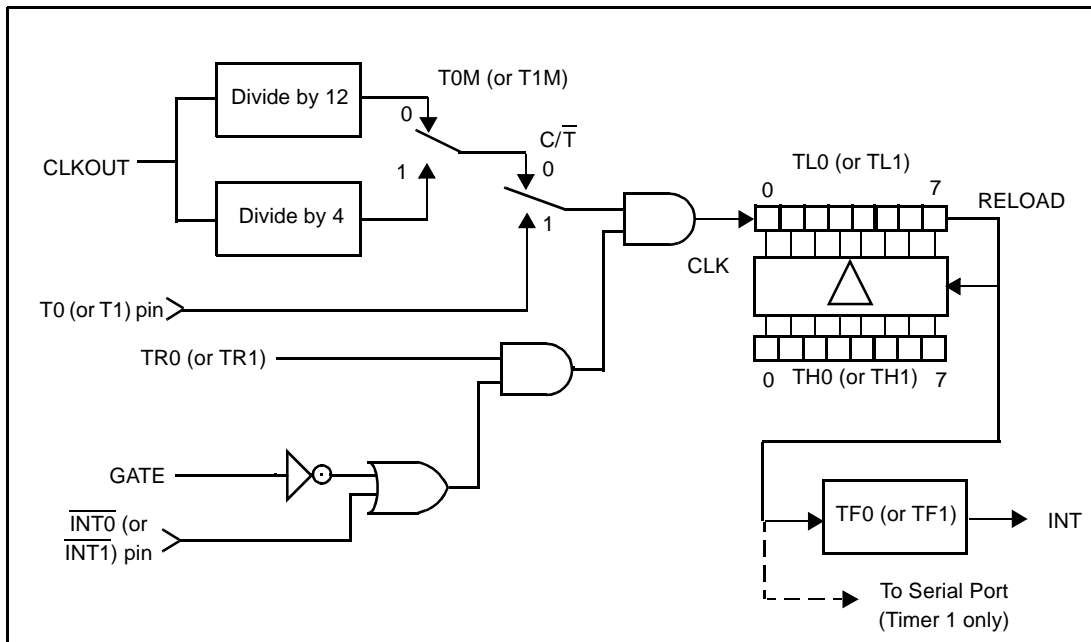 T0M (or T1M)
Divide by 12
0
C/T̅
CLKOUT
0
1
TL0 (or TL1)
0
7
RELOAD
Divide by 4
1
CLK
T0 (or T1) pin
TR0 (or TR1)
0
TH0 (or TH1)
7
GATE
I̅N̅T̅0̅ (or
I̅N̅T̅1̅) pin
TF0 (or TF1)
INT
To Serial Port
(Timer 1 only)